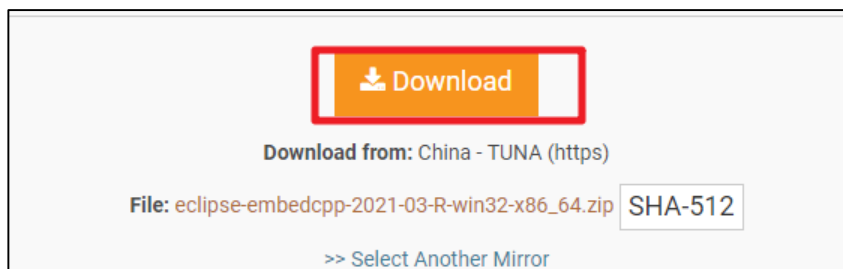 Download
Download from: China - TUNA (https)
File: eclipse-embedcpp-2021-03-R-win32-x86_64.zip SHA-512
>> Select Another Mirror